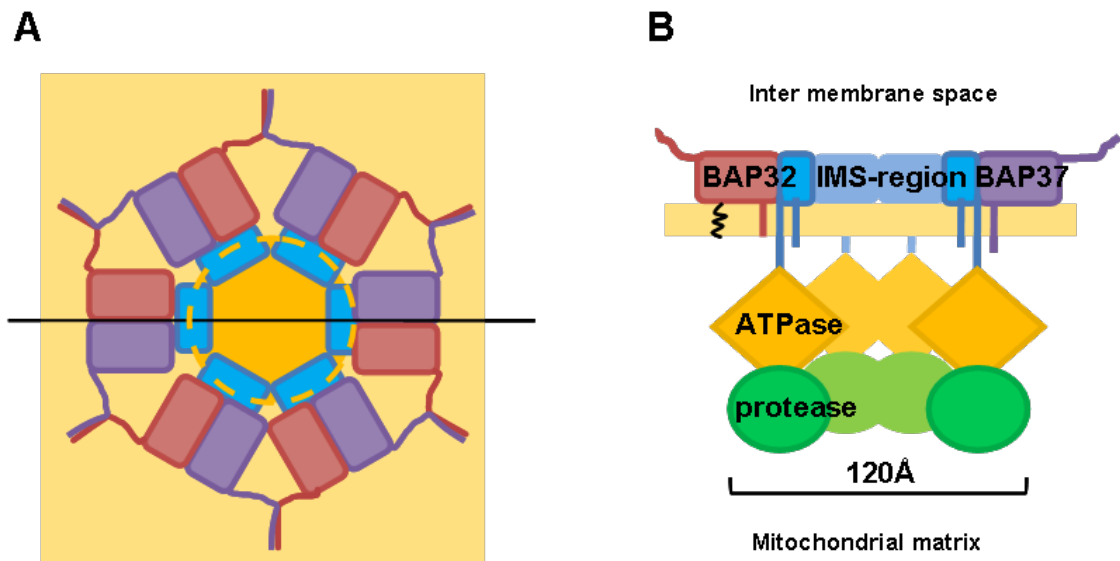 A
B
Inter membrane space
BAP32 IMS-region BAP37
ATPase
protease
120Å
Mitochondrial matrix